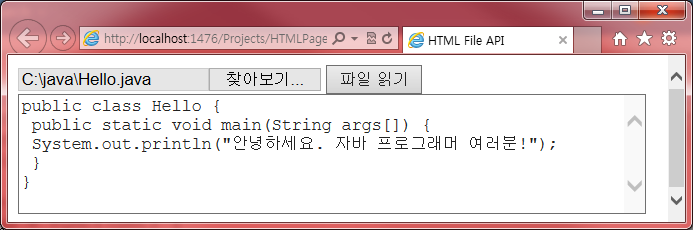 http://localhost:1476/Projects/HTMLPage
HTML File API
C:\java\Hello.java
찾아보기...
파일 읽기
public class Hello {
 public static void main(String args[]) {
 System.out.println("안녕하세요. 자바 프로그래머 여러분!");
 }
}